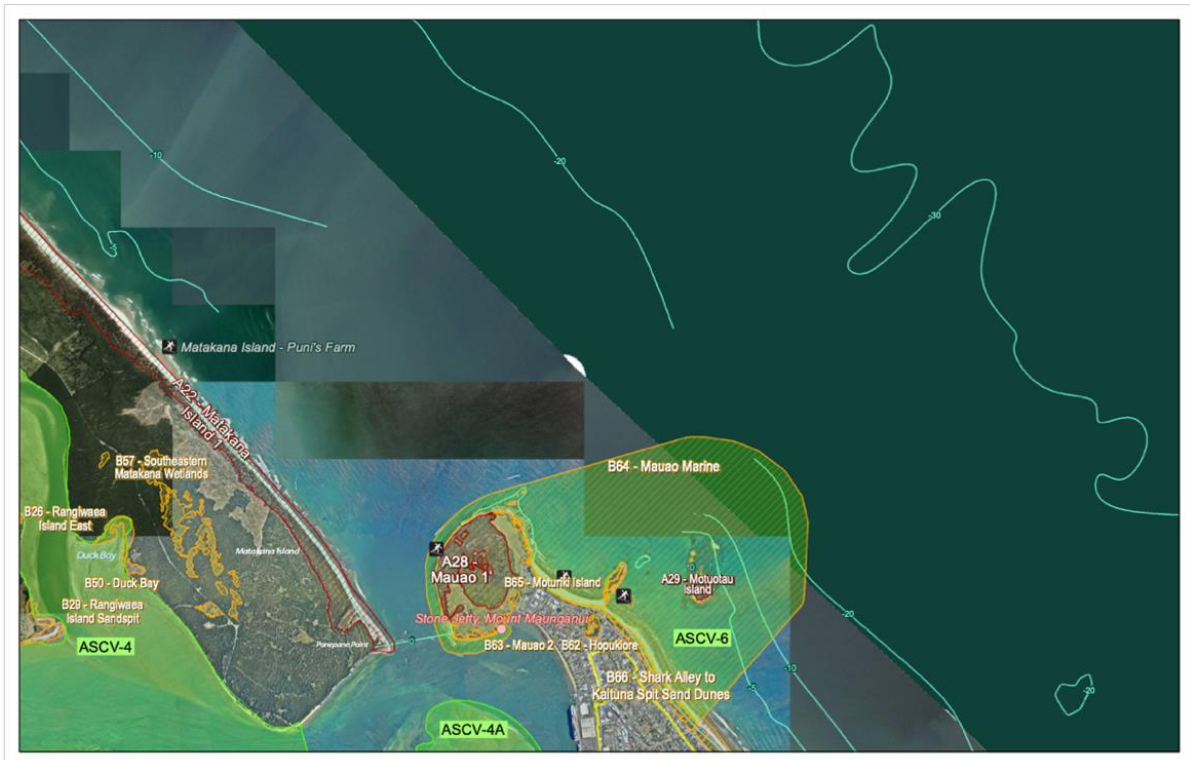 -10
-20
-5
-30
Matakana Island - Puni's Farm
A22 - Matakana
Island 1
B57 - Southeastern
Matakana Wetlands
B64 - Mauao Marine
B26 - Rangiwaea
Island East
Duck Bay
Matakana Island
A28 -
Mauao 1
B50 - Duck Bay
B65 - Moturiki Island
A29 - Motuotau
Island
0
B29 - Rangiwaea
Island Sandspit
Stone Jetty, Mount Maunganui
-20
ASCV-4
Panepane Point
0
B63 - Mauao 2
B62 - Hopukiore
ASCV-6
-10
B66 - Shark Alley to
Kaituna Spit Sand Dunes
-5
-20
ASCV-4A